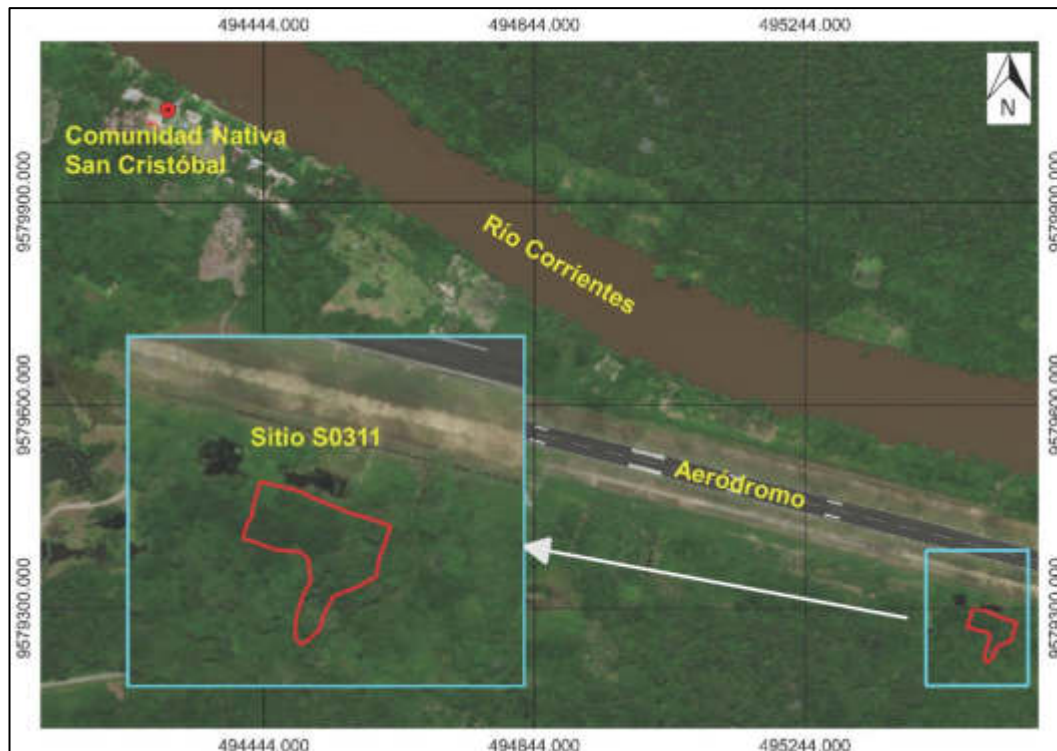 494444.000 494844.000 495244.000
N
Comunidad Nativa
San Cristóbal
9579900.000 9579900.000
Río Corrientes
Sitio S0311
9579600.000 9579600.000
Aeródromo
9579300.000 9579300.000
494444.000 494844.000 495244.000